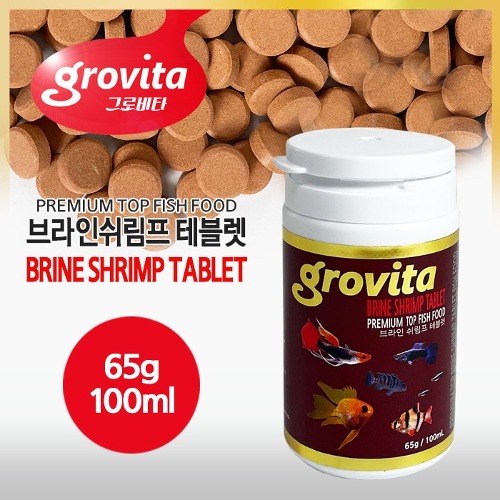 grovita
그로비타
PREMIUM TOP FISH FOOD
브라인쉬림프 테블렛
BRINE SHRIMP TABLET
65g
100ml
grovita
BRINE SHRIMP TABLET
PREMIUM TOP FISH FOOD
브라인 쉬림프 테블렛
65g / 100mL